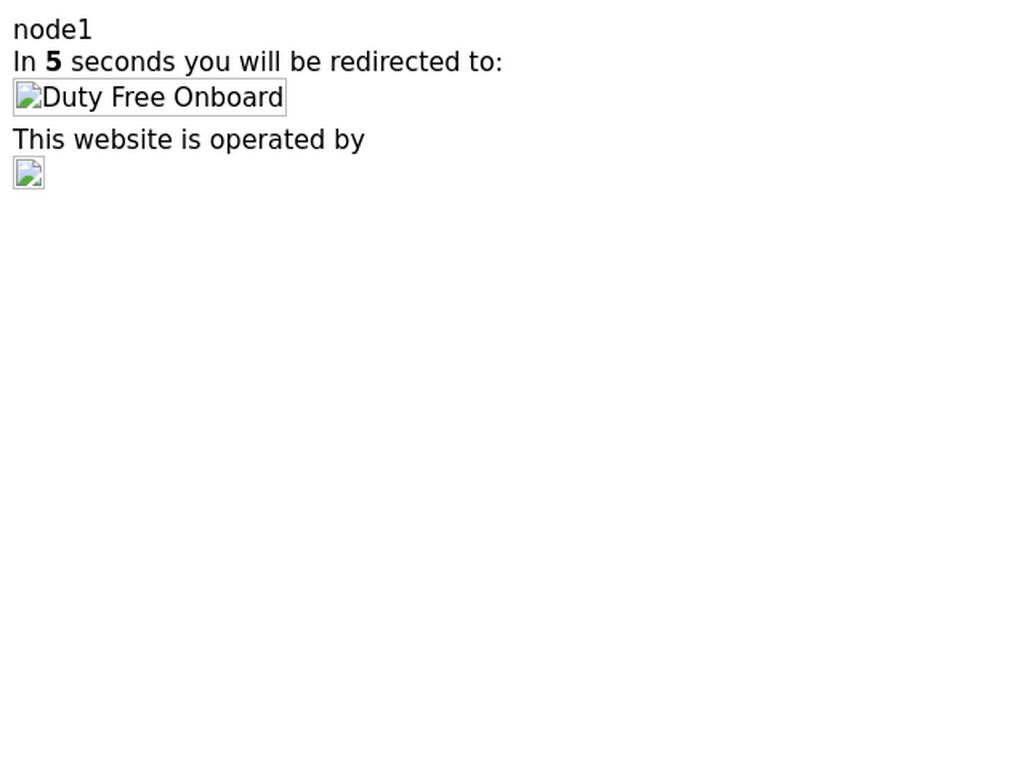 node1
In 5 seconds you will be redirected to:
Duty Free Onboard
This website is operated by